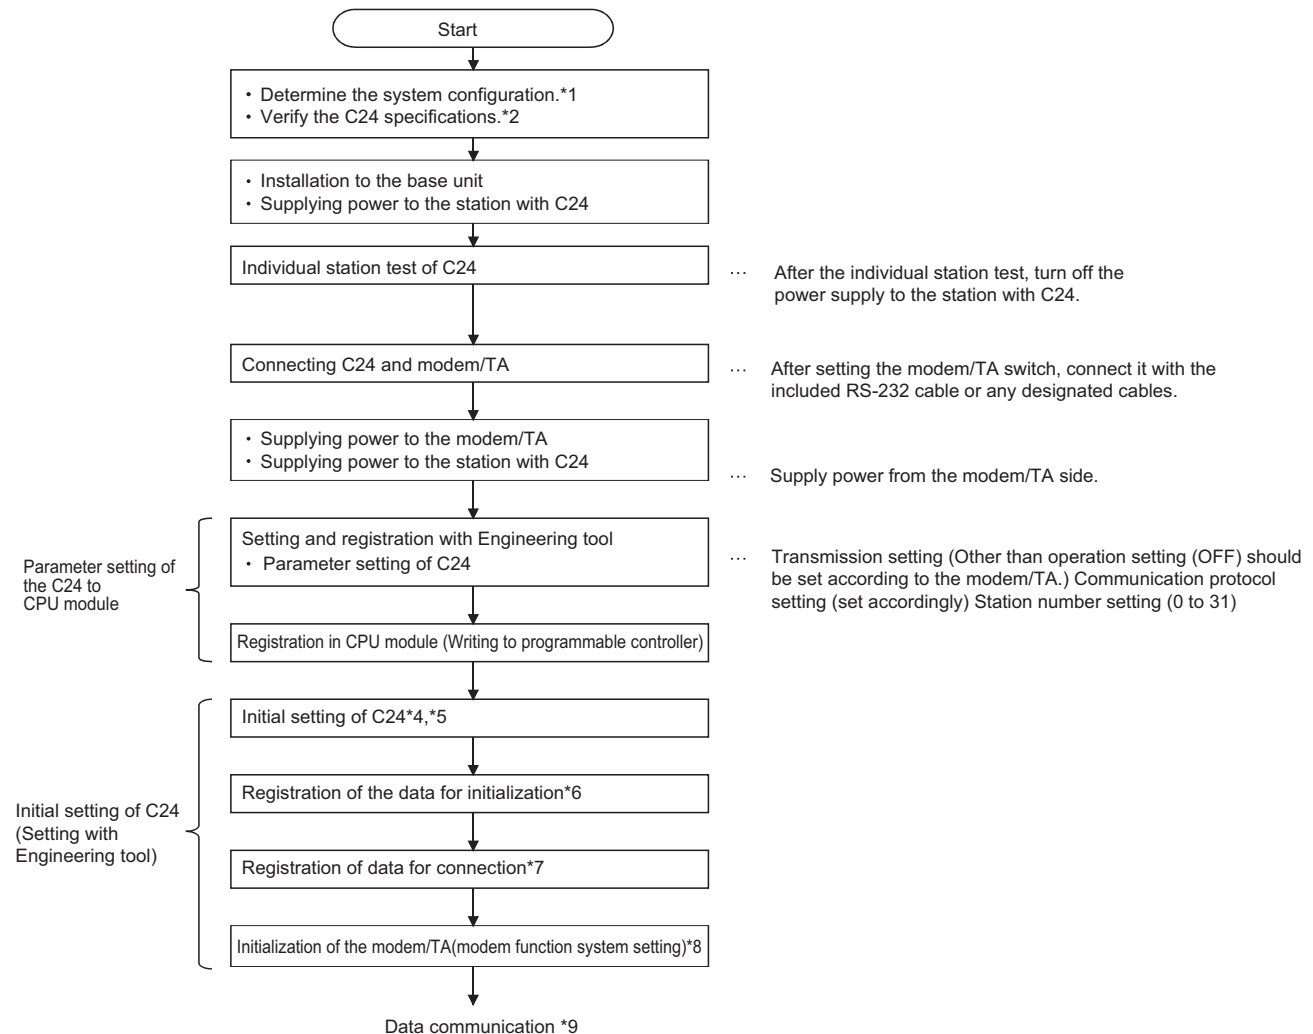 Start
・Determine the system configuration.*1
・Verify the C24 specifications.*2
・Installation to the base unit
・Supplying power to the station with C24
Individual station test of C24
… After the individual station test, turn off the
power supply to the station with C24.
Connecting C24 and modem/TA
… After setting the modem/TA switch, connect it with the
included RS-232 cable or any designated cables.
・Supplying power to the modem/TA
・Supplying power to the station with C24
… Supply power from the modem/TA side.
Parameter setting of
the C24 to
CPU module
Setting and registration with Engineering tool
・Parameter setting of C24
… Transmission setting (Other than operation setting (OFF) should
be set according to the modem/TA.) Communication protocol
setting (set accordingly) Station number setting (0 to 31)
Registration in CPU module (Writing to programmable controller)
Initial setting of C24
(Setting with
Engineering tool)
Initial setting of C24*4,*5
Registration of the data for initialization*6
Registration of data for connection*7
Initialization of the modem/TA(modem function system setting)*8
Data communication *9